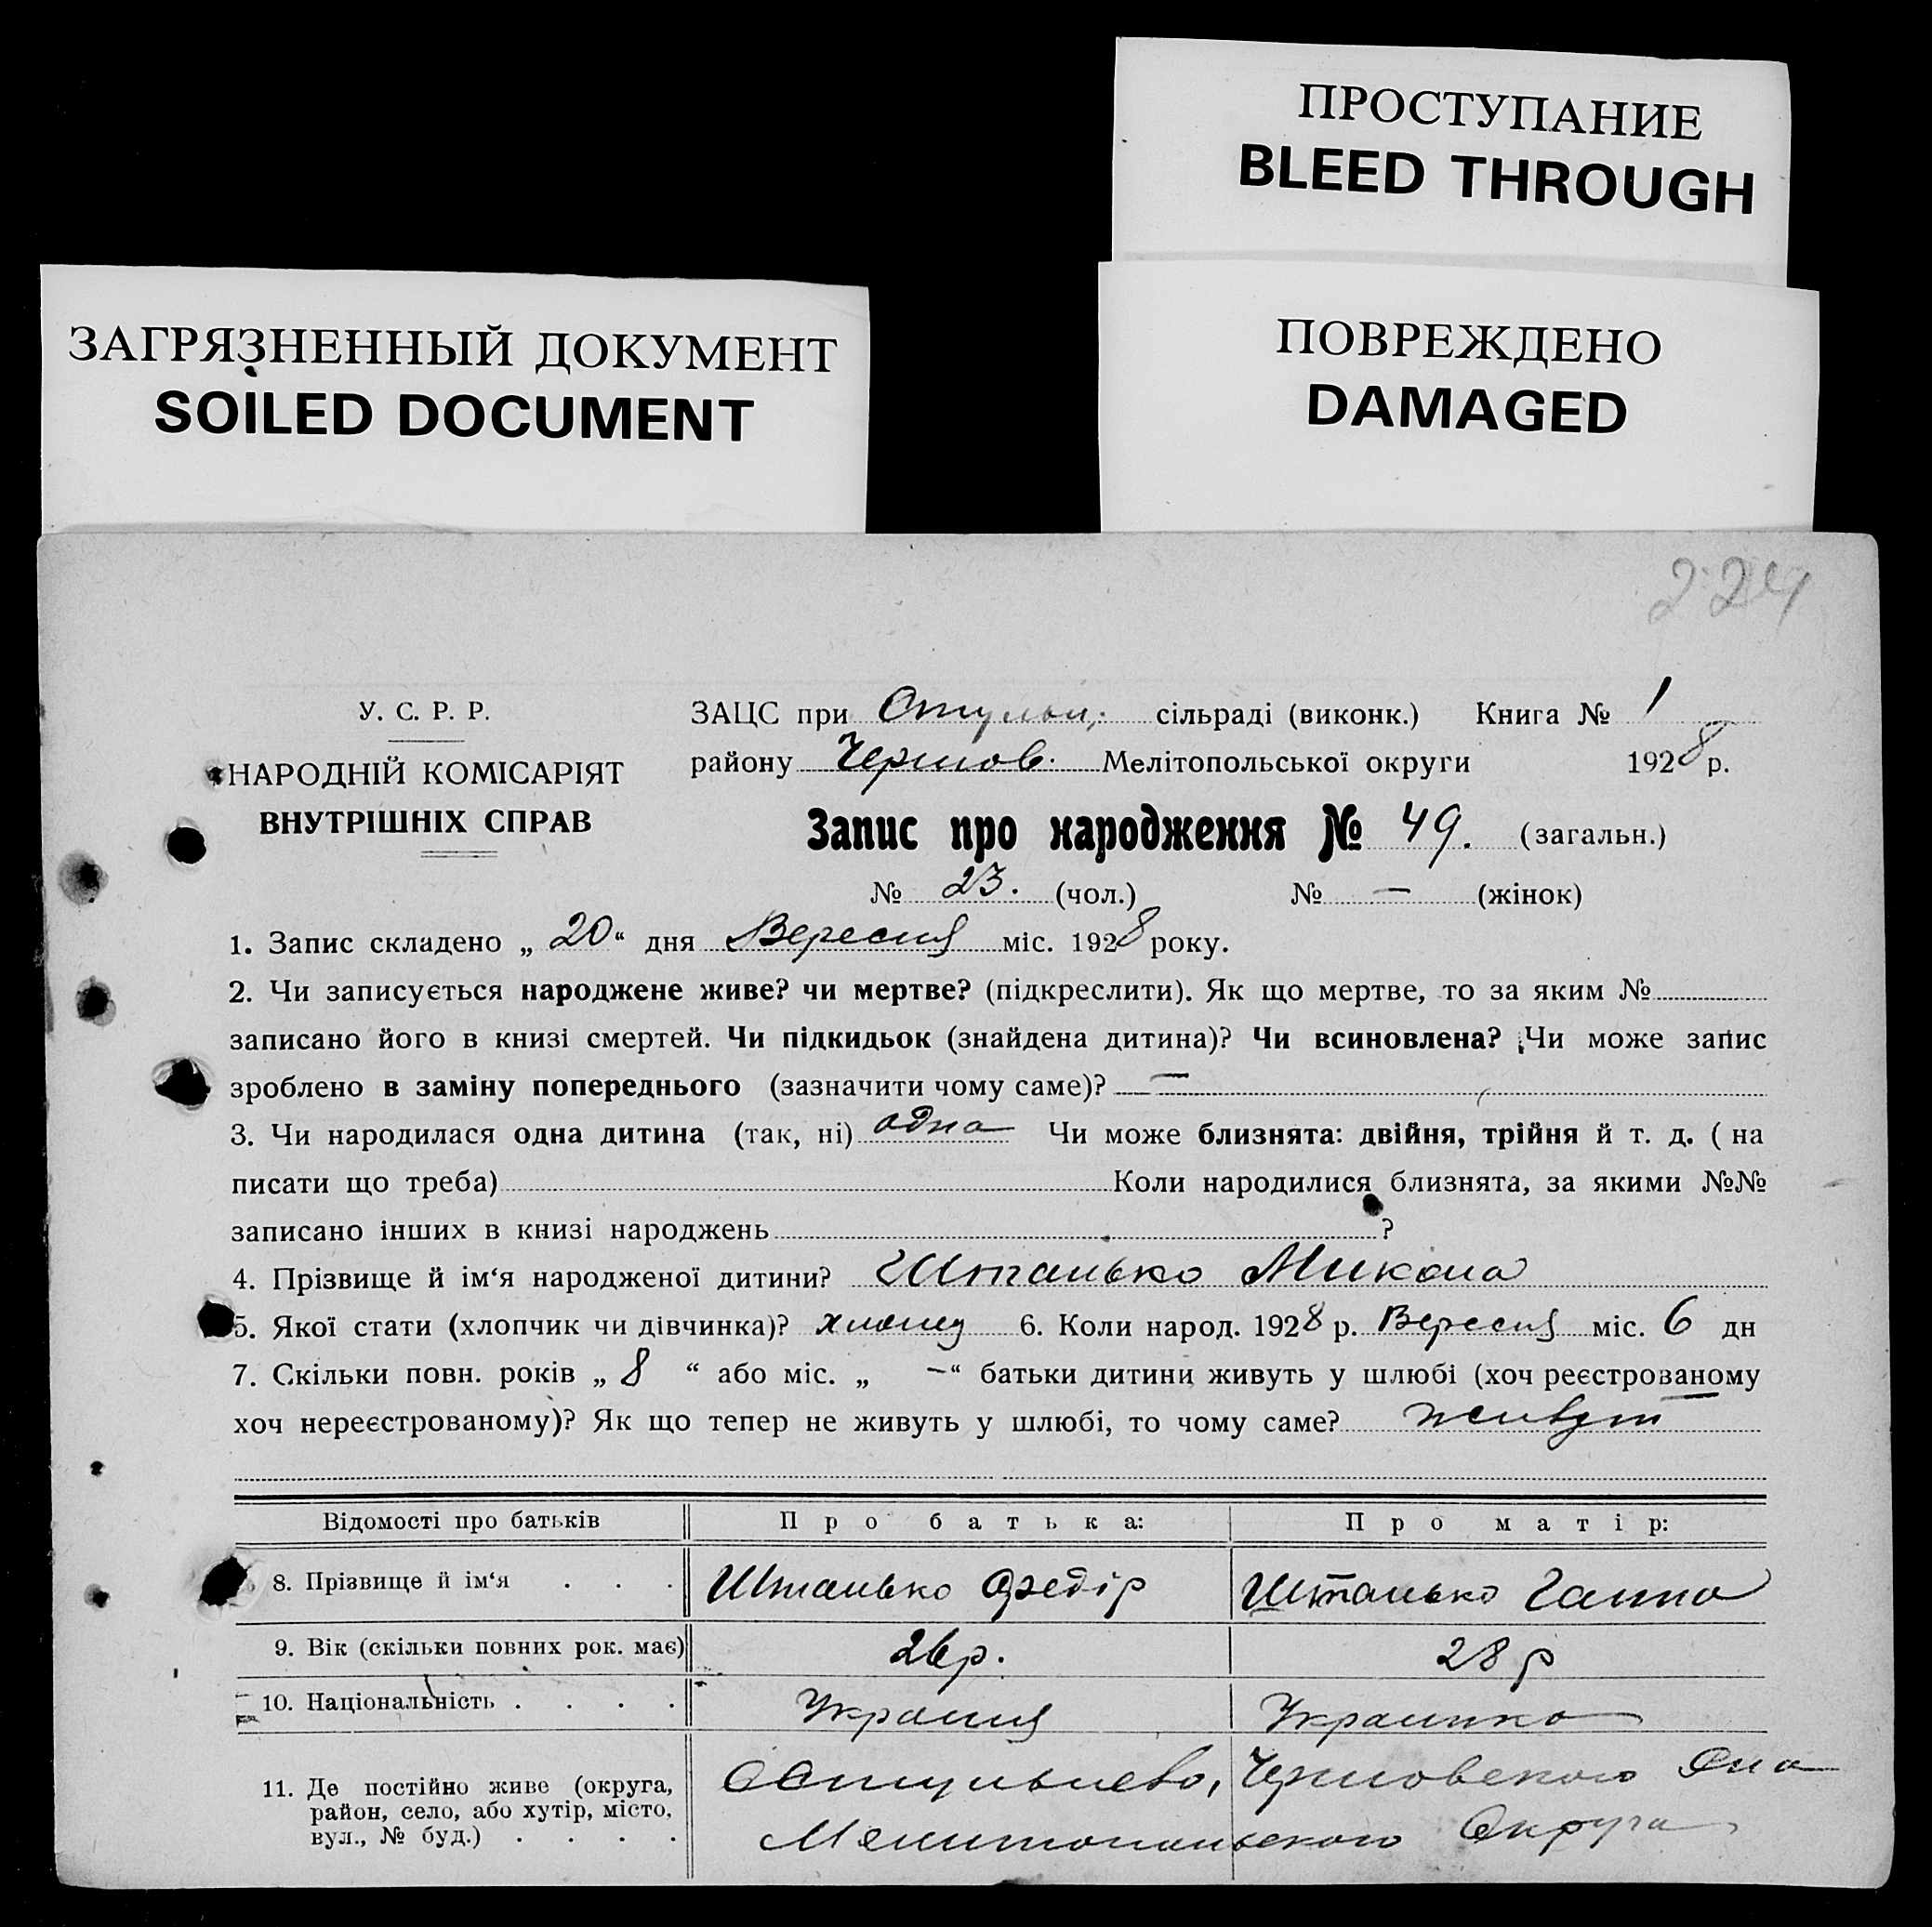 ПРОСТУПАНИЕ
BLEED THROUGH
ЗАГРЯЗНЕННЫЙ ДОКУМЕНТ
SOILED DOCUMENT
ПОВРЕЖДЕНО
DAMAGED
224
У. С. Р. Р.
НАРОДНІЙ КОМІСАРІЯТ
ВНУТРІШНІХ СПРАВ
ЗАЦС при сільраді (виконк.) Книга № 1
району Мелітопольської округи 1928 р.
Запис про народження № 49. (загальн.)
№ 23. (чол.) № — (жінок)
1. Запис складено „ 20 “ дня Вересня міс. 1928 року.
2. Чи записується народжене живе? чи мертве? (підкреслити). Як що мертве, то за яким №
записано його в книзі смертей. Чи підкидьок (знайдена дитина)? Чи всиновлена? Чи може запис
зроблено в заміну попереднього (зазначити чому саме)? —
3. Чи народилася одна дитина (так, ні) одна Чи може близнята: двійня, трійня й т. д. ( на
писати що треба) Коли народилися близнята, за якими №№
записано інших в книзі народжень ?
4. Прізвище й ім‘я народженої дитини? Штанько Микола
5. Якої стати (хлопчик чи дівчинка)? хлопец 6. Коли народ. 1928 р. Вересня міс. 6 дн
7. Скільки повн. років „ 8 “ або міс. „ —“ батьки дитини живуть у шлюбі (хоч реєстрованому
хоч нереєстрованому)? Як що тепер не живуть у шлюбі, то чому саме? живут
Відомості про батьків Про батька: Про матір:
8. Прізвище й ім‘я . . . Штанько Федір Штанько Ганна
9. Вік (скільки повних рок. має) 26 р. 28 р
10. Національність . . . . Украинка
11. Де постійно живе (округа,
район, село, або хутір, місто,
вул., № буд.) . . . .
Мелитопольского Округа